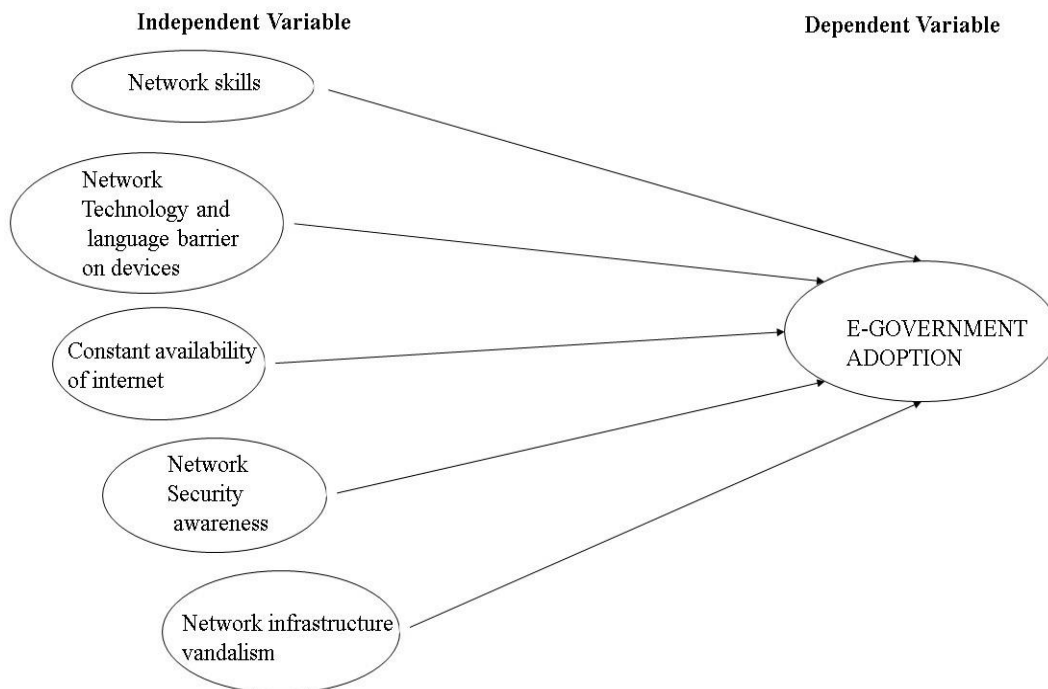 Independent Variable
Dependent Variable
Network skills
Network
Technology and
language barrier
on devices
Constant availability
of internet
Network
Security
awareness
Network infrastructure
vandalism
E-GOVERNMENT
ADOPTION